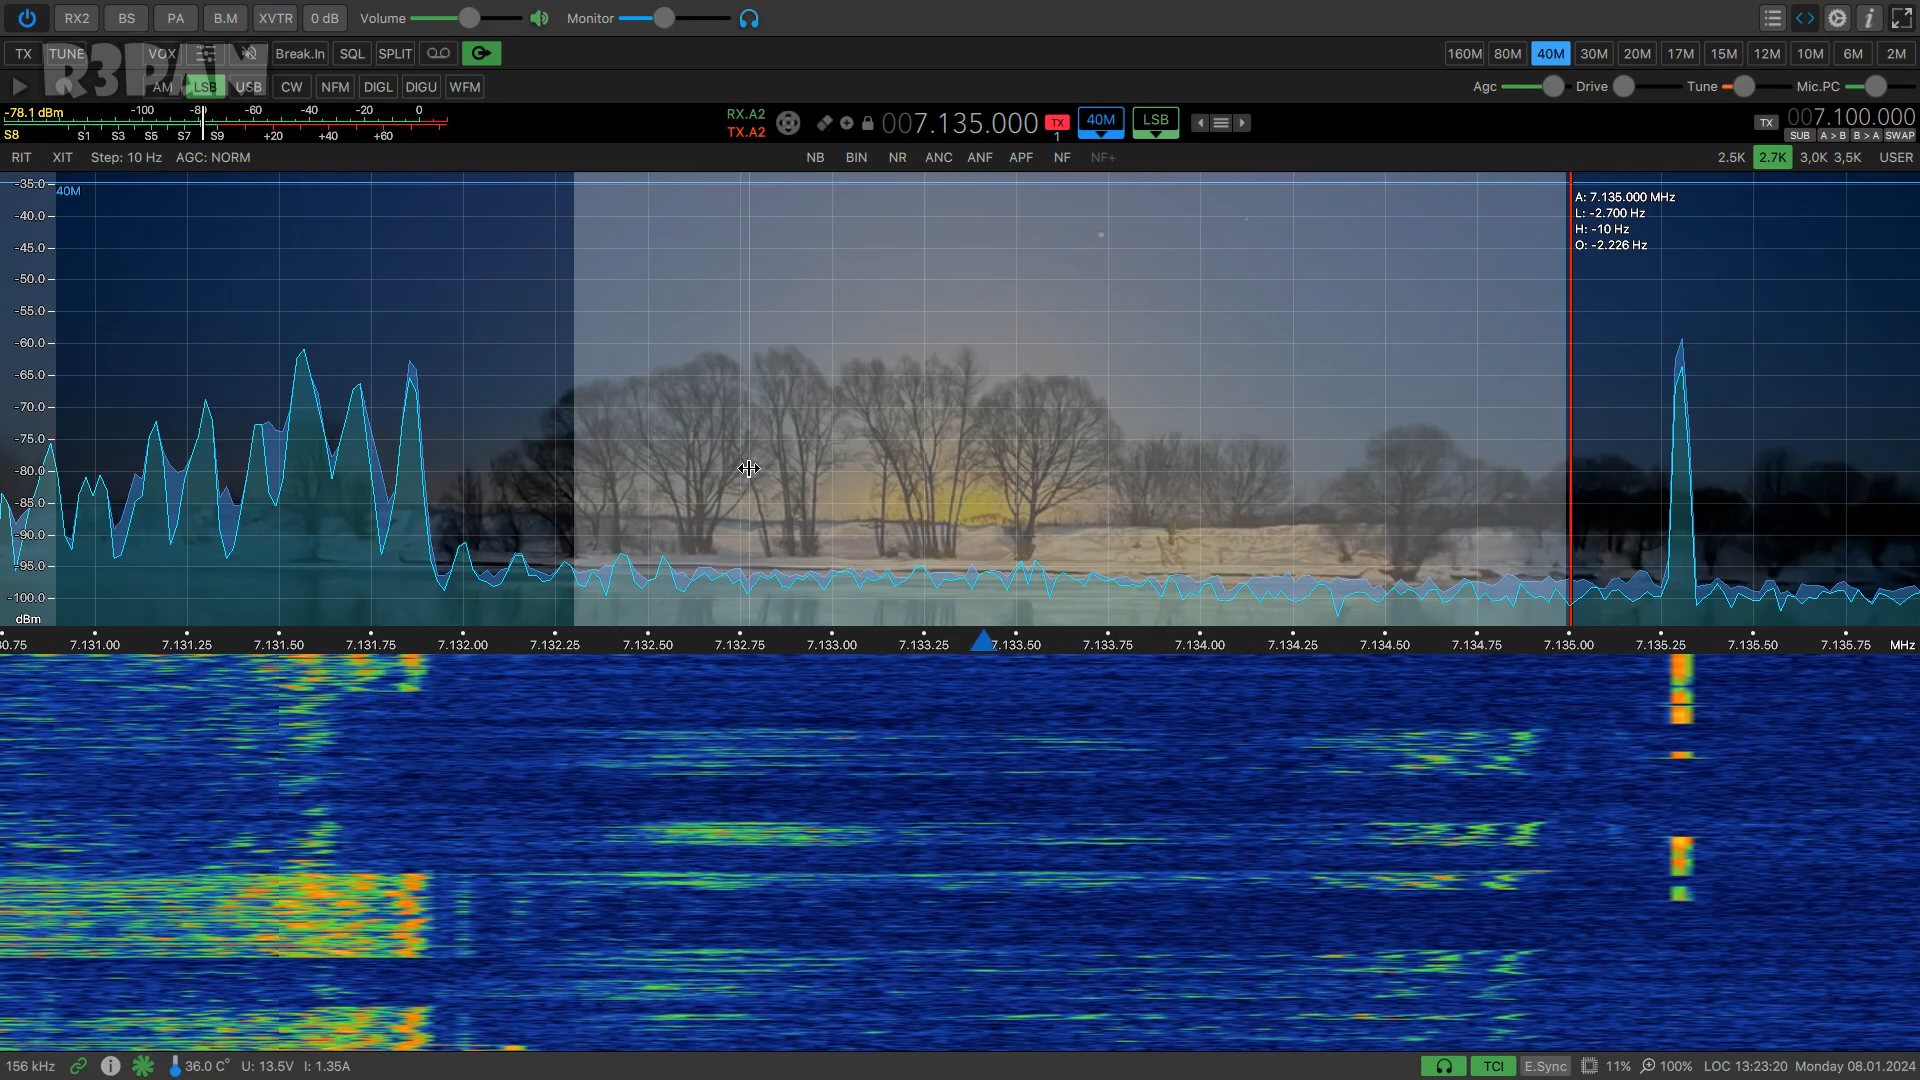 RX2 BS PA B.M XVTR 0 dB Volume Monitor
TX TUNE VOX Break.In SQL SPLIT 160M 80M 40M 30M 20M 17M 15M 12M 10M 6M 2M
R3PAM
AM LSB USB CW NFM DIGL DIGU WFM Agc Drive Tune Mic.PC
-78.1 dBm -100 -80 -60 -40 -20 0
S8 S1 S3 S5 S7 S9 +20 +40 +60
RX.A2
TX.A2
007.135.000 TX 1 40M LSB
TX 007.100.000
SUB A > B B > A SWAP
RIT XIT Step: 10 Hz AGC: NORM NB BIN NR ANC ANF APF NF NF+ 2.5K 2.7K 3,0K 3,5K USER
40M
-35.0
-40.0
-45.0
-50.0
-55.0
-60.0
-65.0
-70.0
-75.0
-80.0
-85.0
-90.0
-95.0
-100.0
dBm
A: 7.135.000 MHz
L: -2.700 Hz
H: -10 Hz
O: -2.226 Hz
30.75 7.131.00 7.131.25 7.131.50 7.131.75 7.132.00 7.132.25 7.132.50 7.132.75 7.133.00 7.133.25 7.133.50 7.133.75 7.134.00 7.134.25 7.134.50 7.134.75 7.135.00 7.135.25 7.135.50 7.135.75 MHz
156 kHz 36.0 C° U: 13.5V I: 1.35A TCI E.Sync 11% 100% LOC 13:23:20 Monday 08.01.2024